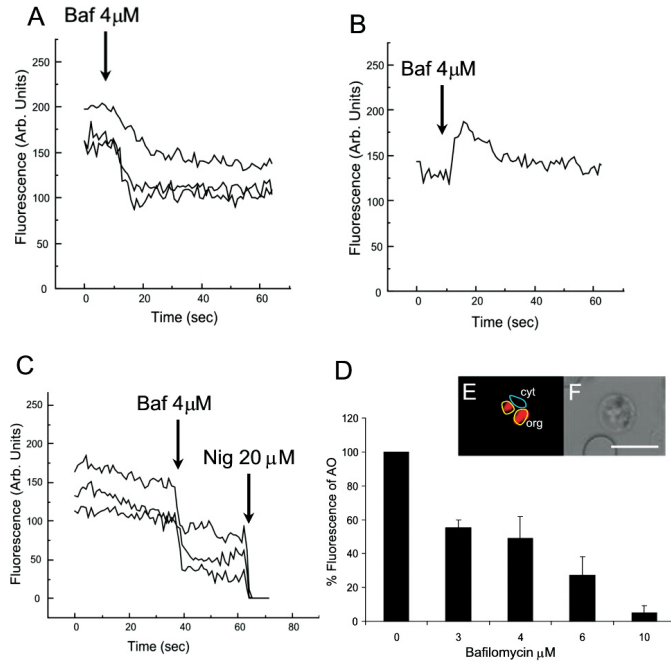 A
Baf 4μM
Fluorescence (Arb. Units)
250
200
150
100
50
0
0 20 40 60
Time (sec)
B
Baf 4μM
Fluorescence (Arb. Units)
250
200
150
100
50
0
0 20 40 60
Time (sec)
C
Baf 4μM
Nig 20 μM
Fluorescence (Arb. Units)
250
200
150
100
50
0
0 20 40 60 80
Time (sec)
D
E
cyt
org
F
% Fluorescence of AO
120
100
80
60
40
20
0
0 3 4 6 10
Bafilomycin μM